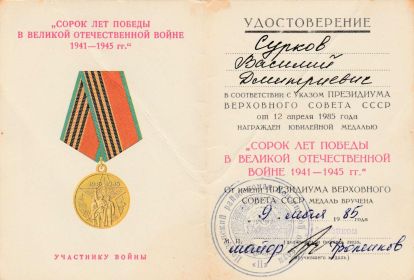 „СОРОК ЛЕТ ПОБЕДЫ
В ВЕЛИКОЙ ОТЕЧЕСТВЕННОЙ ВОЙНЕ
1941—1945 гг.“
УЧАСТНИКУ ВОЙНЫ
УДОСТОВЕРЕНИЕ
Сурков
Василий
Дмитриевич
В СООТВЕТСТВИИ С УКАЗОМ ПРЕЗИДИУМА
ВЕРХОВНОГО СОВЕТА СССР
от 12 апреля 1985 года
НАГРАЖДЕН ЮБИЛЕЙНОЙ МЕДАЛЬЮ
„СОРОК ЛЕТ ПОБЕДЫ
В ВЕЛИКОЙ ОТЕЧЕСТВЕННОЙ
ВОЙНЕ 1941—1945 гг.“
От имени ПРЕЗИДИУМА ВЕРХОВНОГО
СОВЕТА СССР МЕДАЛЬ ВРУЧЕНА
9 мая 1985 года
майор